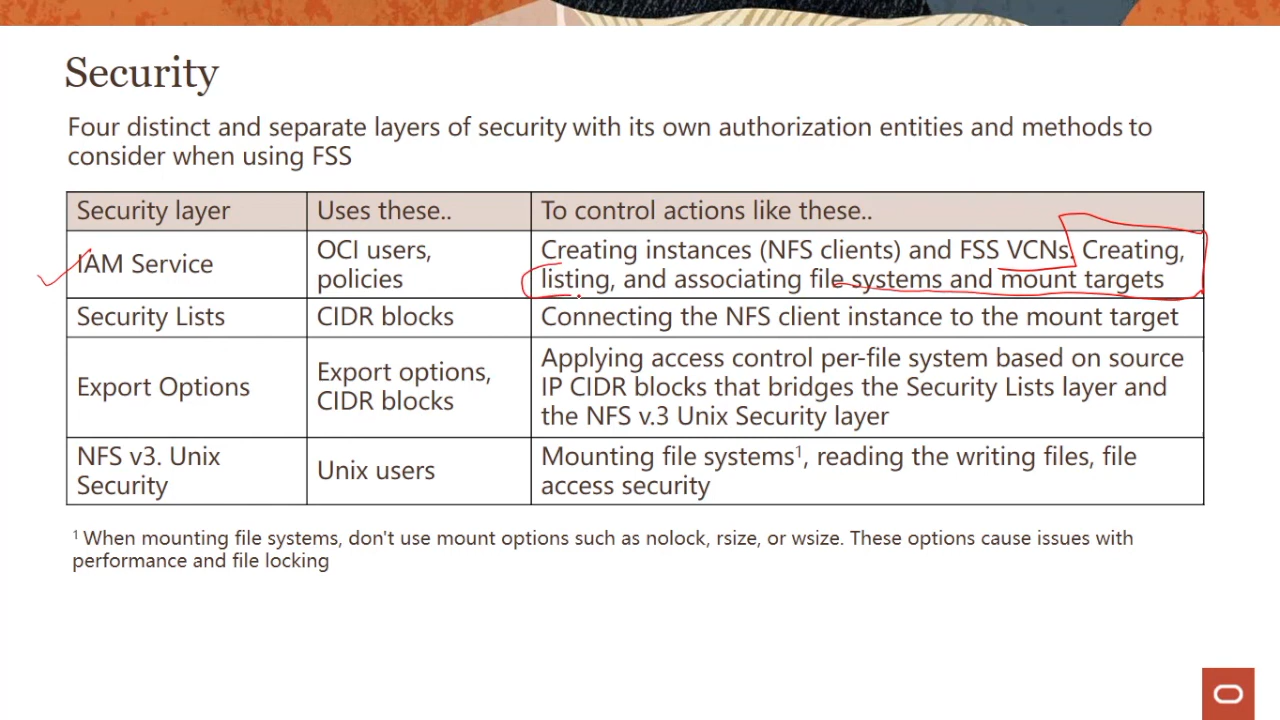 Security
Four distinct and separate layers of security with its own authorization entities and methods to
consider when using FSS
Security layer
Uses these..
To control actions like these..
IAM Service
OCI users,
policies
Creating instances (NFS clients) and FSS VCNs. Creating,
listing, and associating file systems and mount targets
Security Lists
CIDR blocks
Connecting the NFS client instance to the mount target
Export Options
Export options,
CIDR blocks
Applying access control per-file system based on source
IP CIDR blocks that bridges the Security Lists layer and
the NFS v.3 Unix Security layer
NFS v3. Unix
Security
Unix users
Mounting file systems¹, reading the writing files, file
access security
¹ When mounting file systems, don't use mount options such as nolock, rsize, or wsize. These options cause issues with
performance and file locking